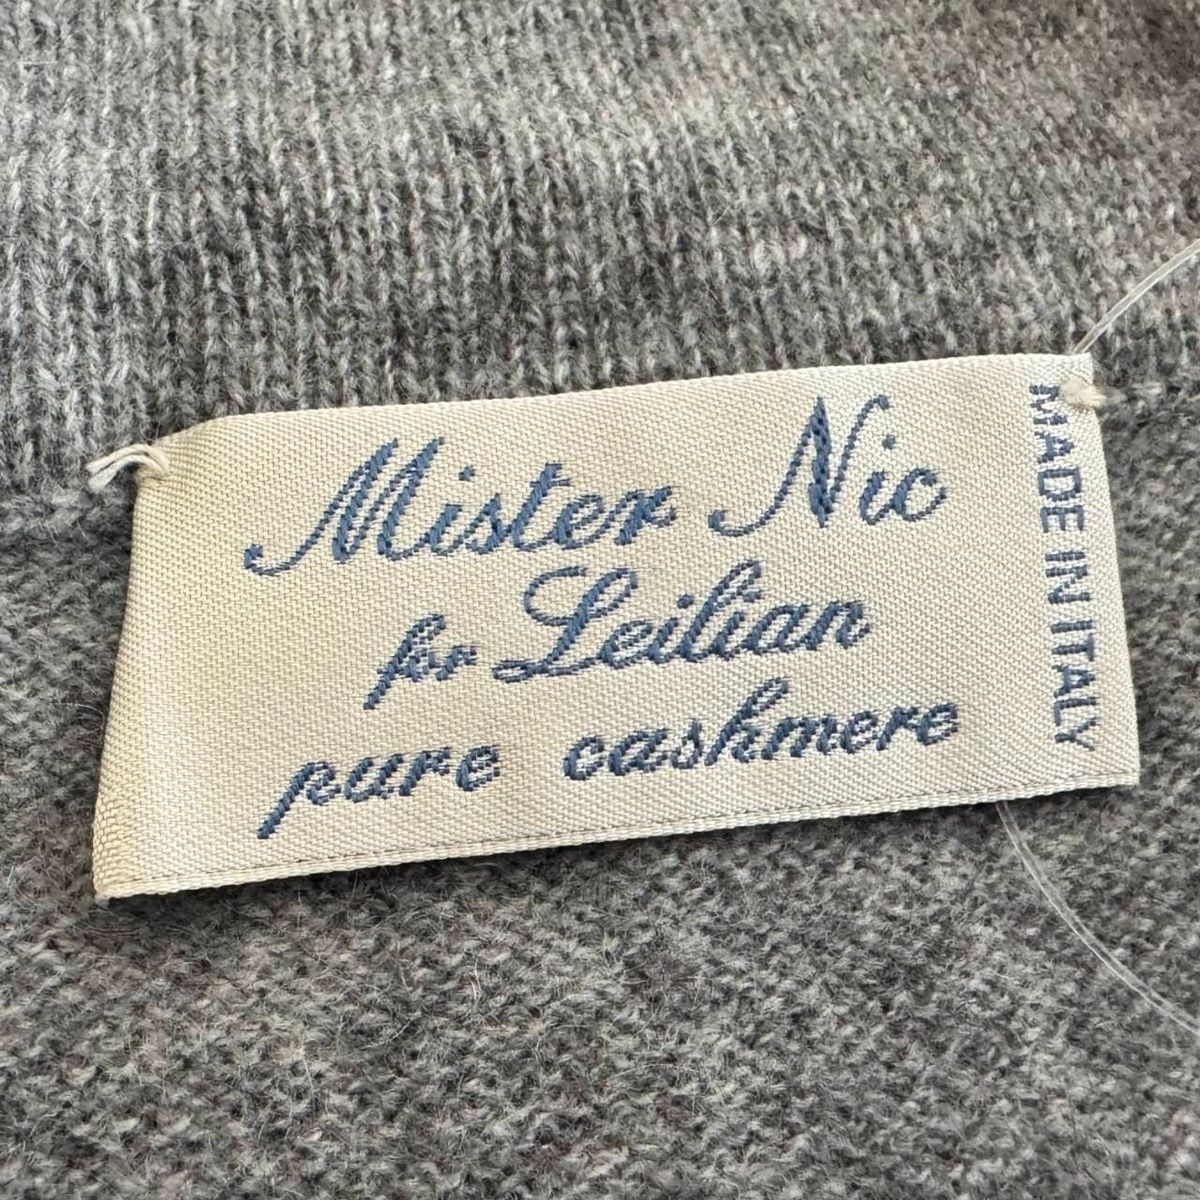 Mister Nic
for Leilian
pure cashmere
MADE IN ITALY